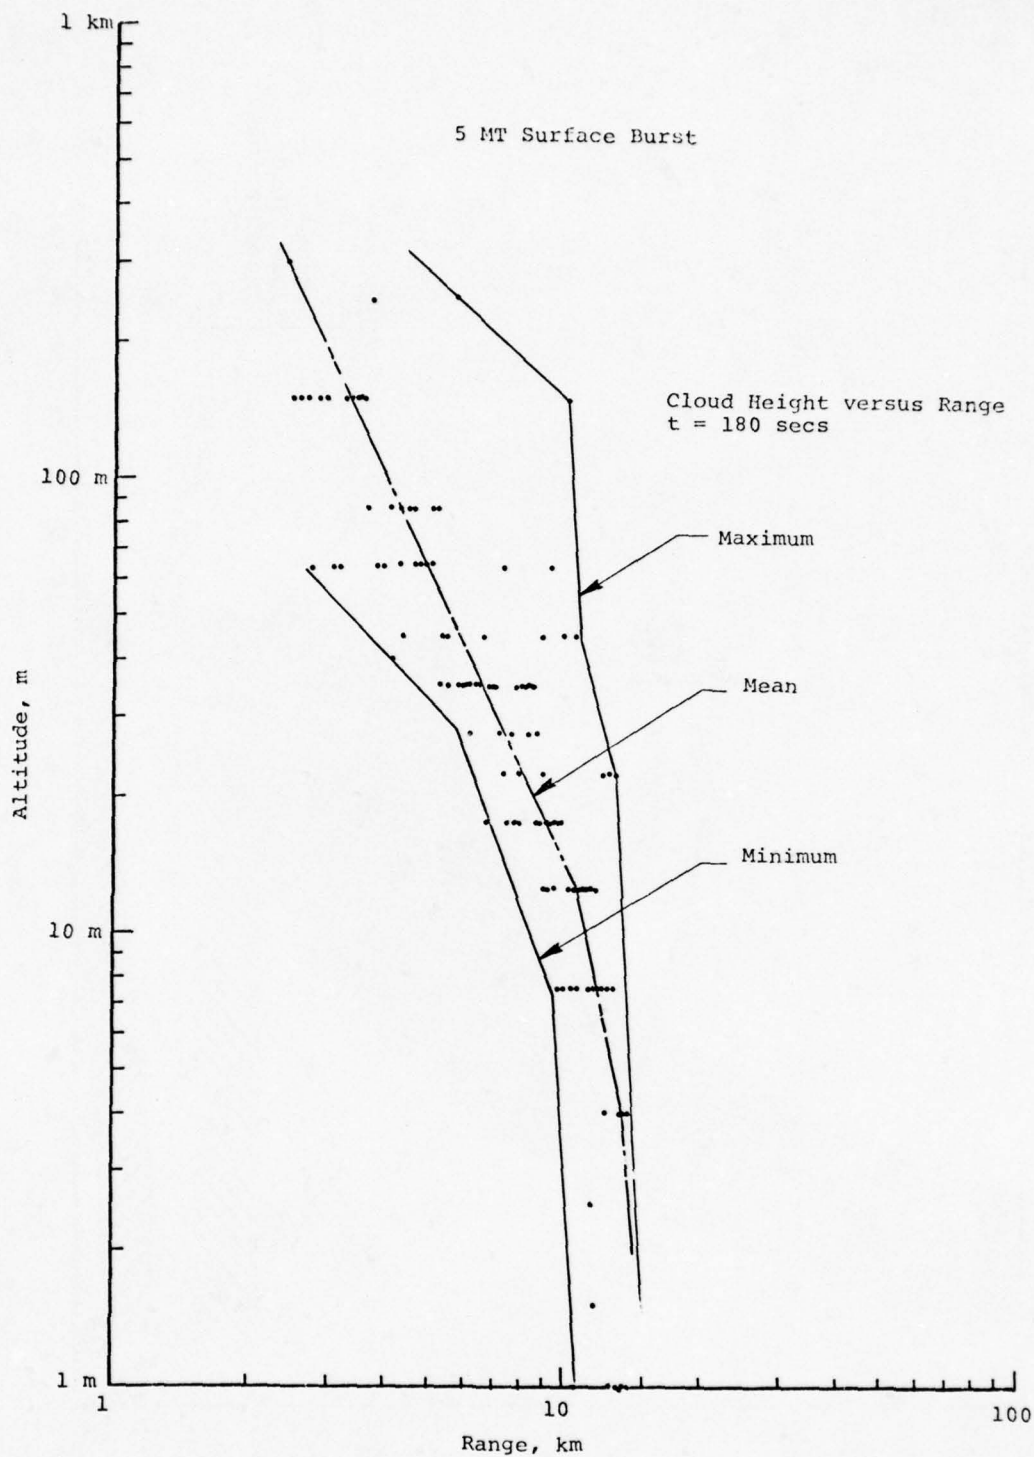 1 km
5 MT Surface Burst
Cloud Height versus Range
t = 180 secs
100 m
Maximum
Mean
Altitude, m
Minimum
10 m
1 m
1
10
100
Range, km